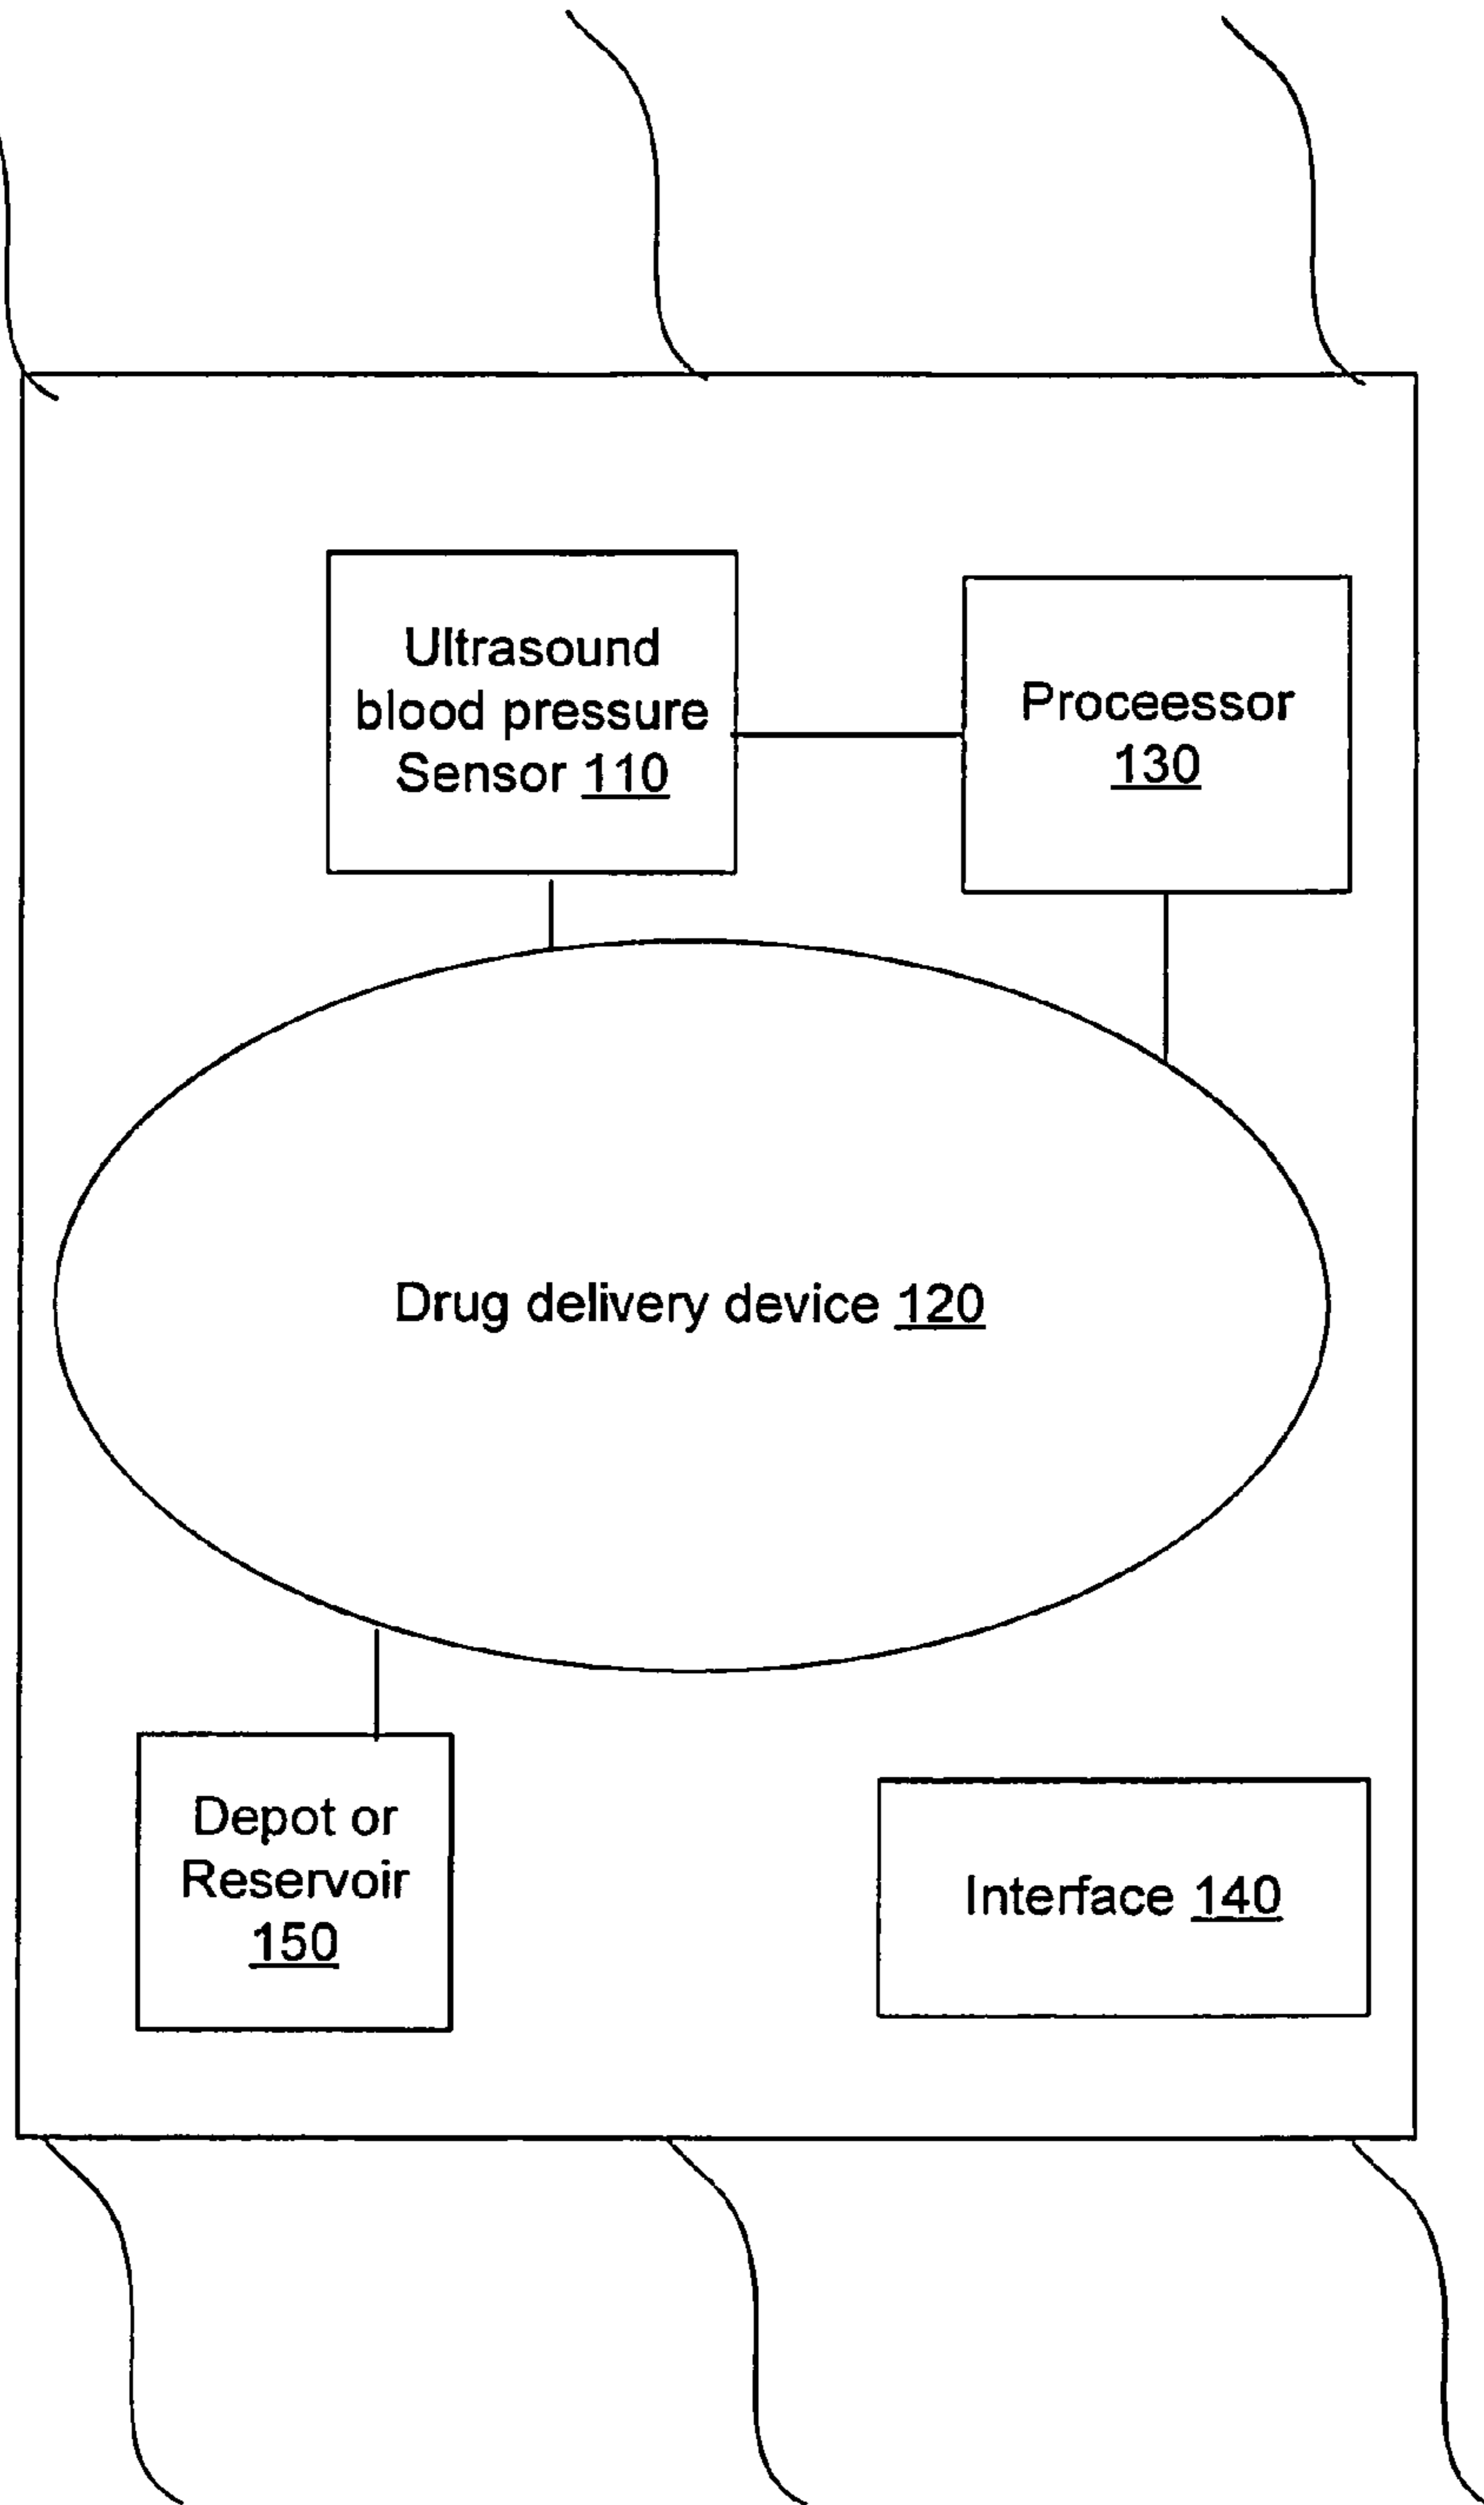 Ultrasound
blood pressure
Sensor 110
Proceessor
130
Drug delivery device 120
Depot or
Reservoir
150
Interface 140